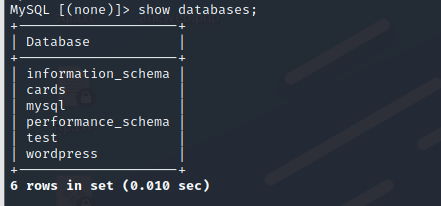 MySQL [(none)]> show databases;
+--------------------+
| Database           |
+--------------------+
| information_schema |
| cards              |
| mysql              |
| performance_schema |
| test               |
| wordpress          |
+--------------------+
6 rows in set (0.010 sec)